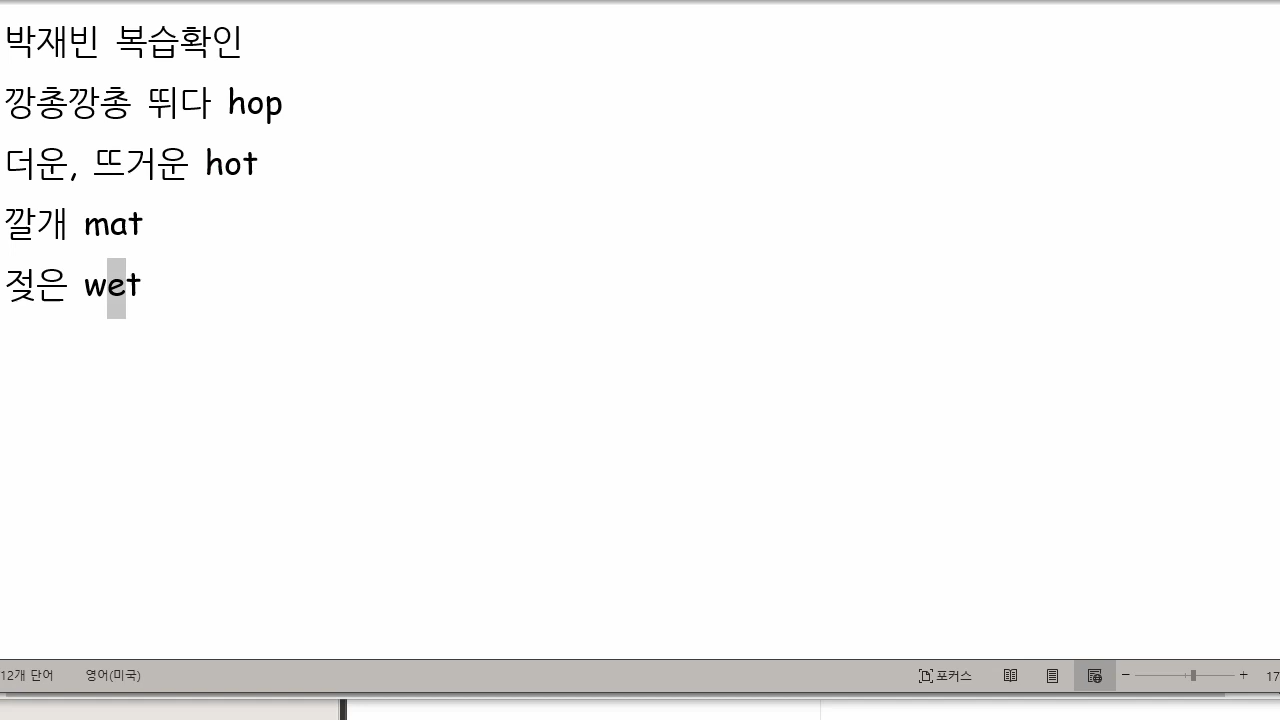 박재빈 복습확인
깡총깡총 뛰다 hop
더운, 뜨거운 hot
깔개 mat
젖은 wet
12개 단어 영어(미국) 포커스 17